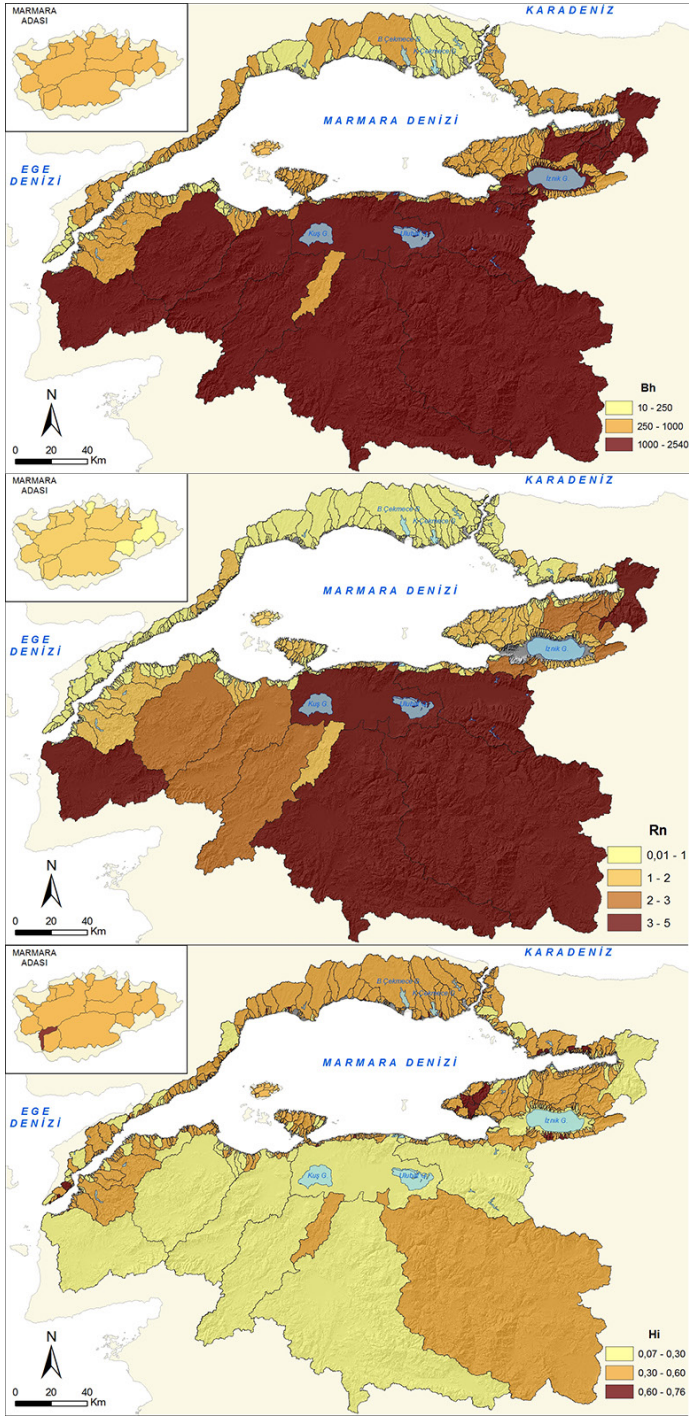 MARMARA
ADASI
KARADENİZ
B.Çekmece G.
K.Çekmece G.
MARMARA DENİZİ
EGE
DENİZİ
İznik G.
Kuş G.
Ulubat G.
N
0 20 40
Km
Bh
10 - 250
250 - 1000
1000 - 2540
MARMARA
ADASI
KARADENİZ
B.Çekmece G.
K.Çekmece G.
MARMARA DENİZİ
EGE
DENİZİ
İznik G.
Kuş G.
Ulubat G.
N
0 20 40
Km
Rn
0,01 - 1
1 - 2
2 - 3
3 - 5
MARMARA
ADASI
KARADENİZ
B.Çekmece G.
K.Çekmece G.
MARMARA DENİZİ
EGE
DENİZİ
İznik G.
Kuş G.
Ulubat G.
N
0 20 40
Km
Hi
0,07 - 0,30
0,30 - 0,60
0,60 - 0,76